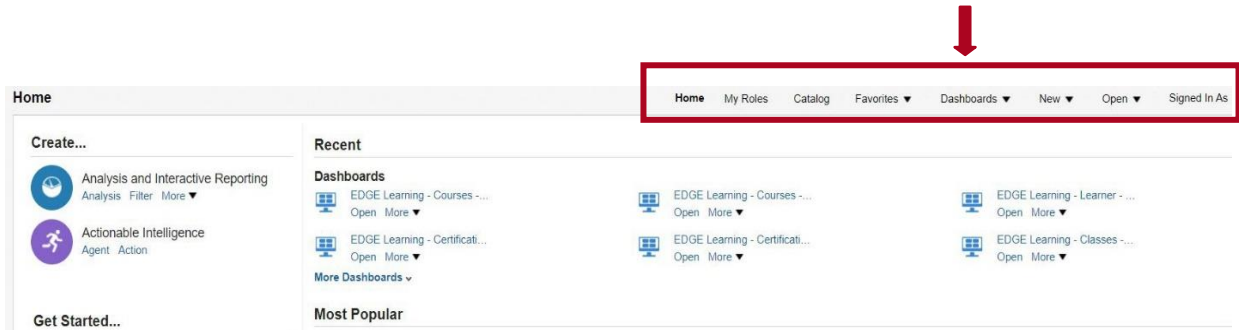 Home
Home My Roles Catalog Favorites ▼ Dashboards ▼ New ▼ Open ▼ Signed In As
Create...
Analysis and Interactive Reporting
Analysis Filter More ▼
Actionable Intelligence
Agent Action
Get Started...
Recent
Dashboards
EDGE Learning - Courses -...
Open More ▼
EDGE Learning - Courses -...
Open More ▼
EDGE Learning - Learner - ...
Open More ▼
EDGE Learning - Certificati...
Open More ▼
EDGE Learning - Certificati...
Open More ▼
EDGE Learning - Classes -...
Open More ▼
More Dashboards
Most Popular